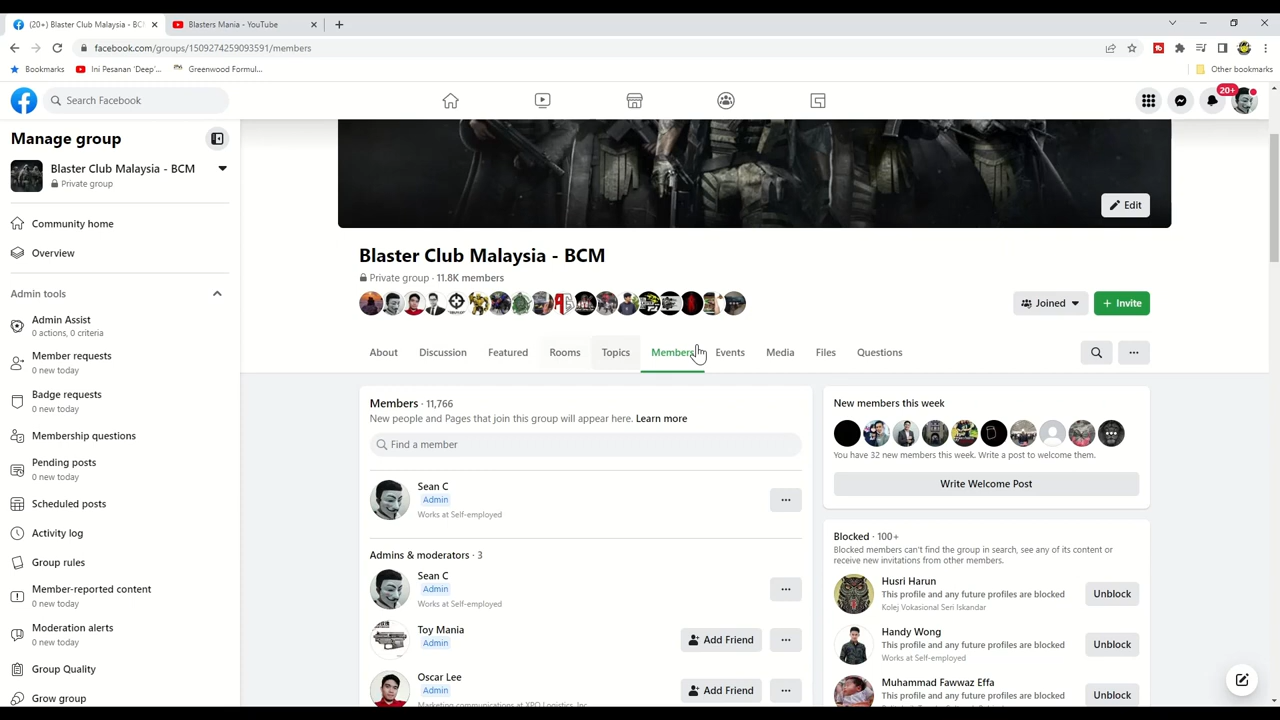 (20+) Blaster Club Malaysia - BC
Blasters Mania - YouTube
facebook.com/groups/1509274259093591/members
Bookmarks
Ini Pesanan 'Deep'...
Greenwood Formul...
Other bookmarks
Search Facebook
20+
Manage group
Blaster Club Malaysia - BCM
Private group
Community home
Overview
Admin tools
Admin Assist
0 actions, 0 criteria
Member requests
0 new today
Badge requests
0 new today
Membership questions
Pending posts
0 new today
Scheduled posts
Activity log
Group rules
Member-reported content
0 new today
Moderation alerts
0 new today
Group Quality
Grow group
Edit
Blaster Club Malaysia - BCM
Private group · 11.8K members
Joined
+ Invite
About Discussion Featured Rooms Topics Members Events Media Files Questions
Members · 11,766
New people and Pages that join this group will appear here. Learn more
Find a member
Sean C
Admin
Works at Self-employed
Admins & moderators · 3
Sean C
Admin
Works at Self-employed
Toy Mania
Admin
Add Friend
Oscar Lee
Admin
Marketing communications at XPO Logistics, Inc.
Add Friend
New members this week
You have 32 new members this week. Write a post to welcome them.
Write Welcome Post
Blocked · 100+
Blocked members can't find the group in search, see any of its content or
receive new invitations from other members.
Husri Harun
This profile and any future profiles are blocked
Kolej Vokasional Seri Iskandar
Unblock
Handy Wong
This profile and any future profiles are blocked
Works at Self-employed
Unblock
Muhammad Fawwaz Effa
This profile and any future profiles are blocked
Unblock